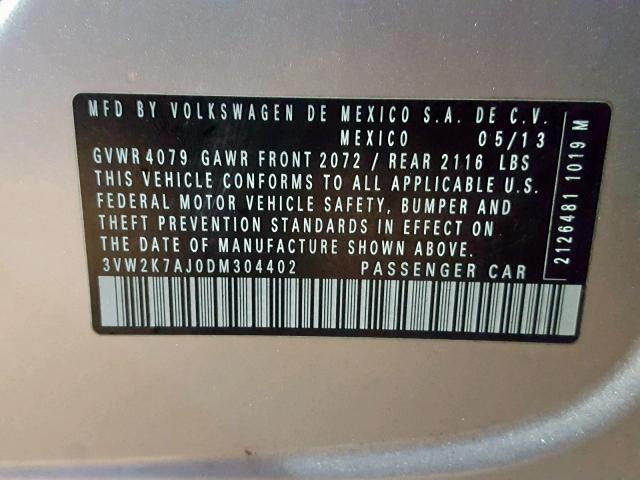 MFD BY VOLKSWAGEN DE MEXICO S.A. DE C.V.
MEXICO 05/13
GVWR 4079 GAWR FRONT 2072 / REAR 2116 LBS
THIS VEHICLE CONFORMS TO ALL APPLICABLE U.S.
FEDERAL MOTOR VEHICLE SAFETY, BUMPER AND
THEFT PREVENTION STANDARDS IN EFFECT ON
THE DATE OF MANUFACTURE SHOWN ABOVE.
3VW2K7AJ0DM304402 PASSENGER CAR
2126481 1019 M